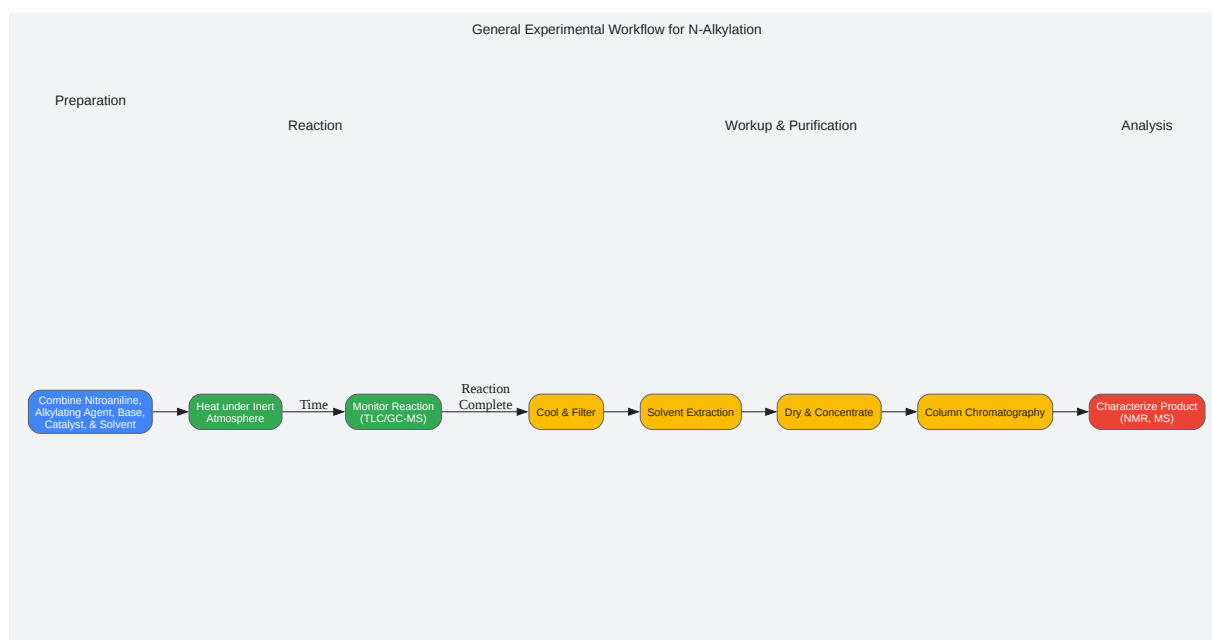 General Experimental Workflow for N-Alkylation
Preparation
Reaction
Workup & Purification
Analysis
Combine Nitroaniline,
Alkylating Agent, Base,
Catalyst, & Solvent
Heat under Inert
Atmosphere
Time
Monitor Reaction
(TLC/GC-MS)
Reaction
Complete
Cool & Filter
Solvent Extraction
Dry & Concentrate
Column Chromatography
Characterize Product
(NMR, MS)